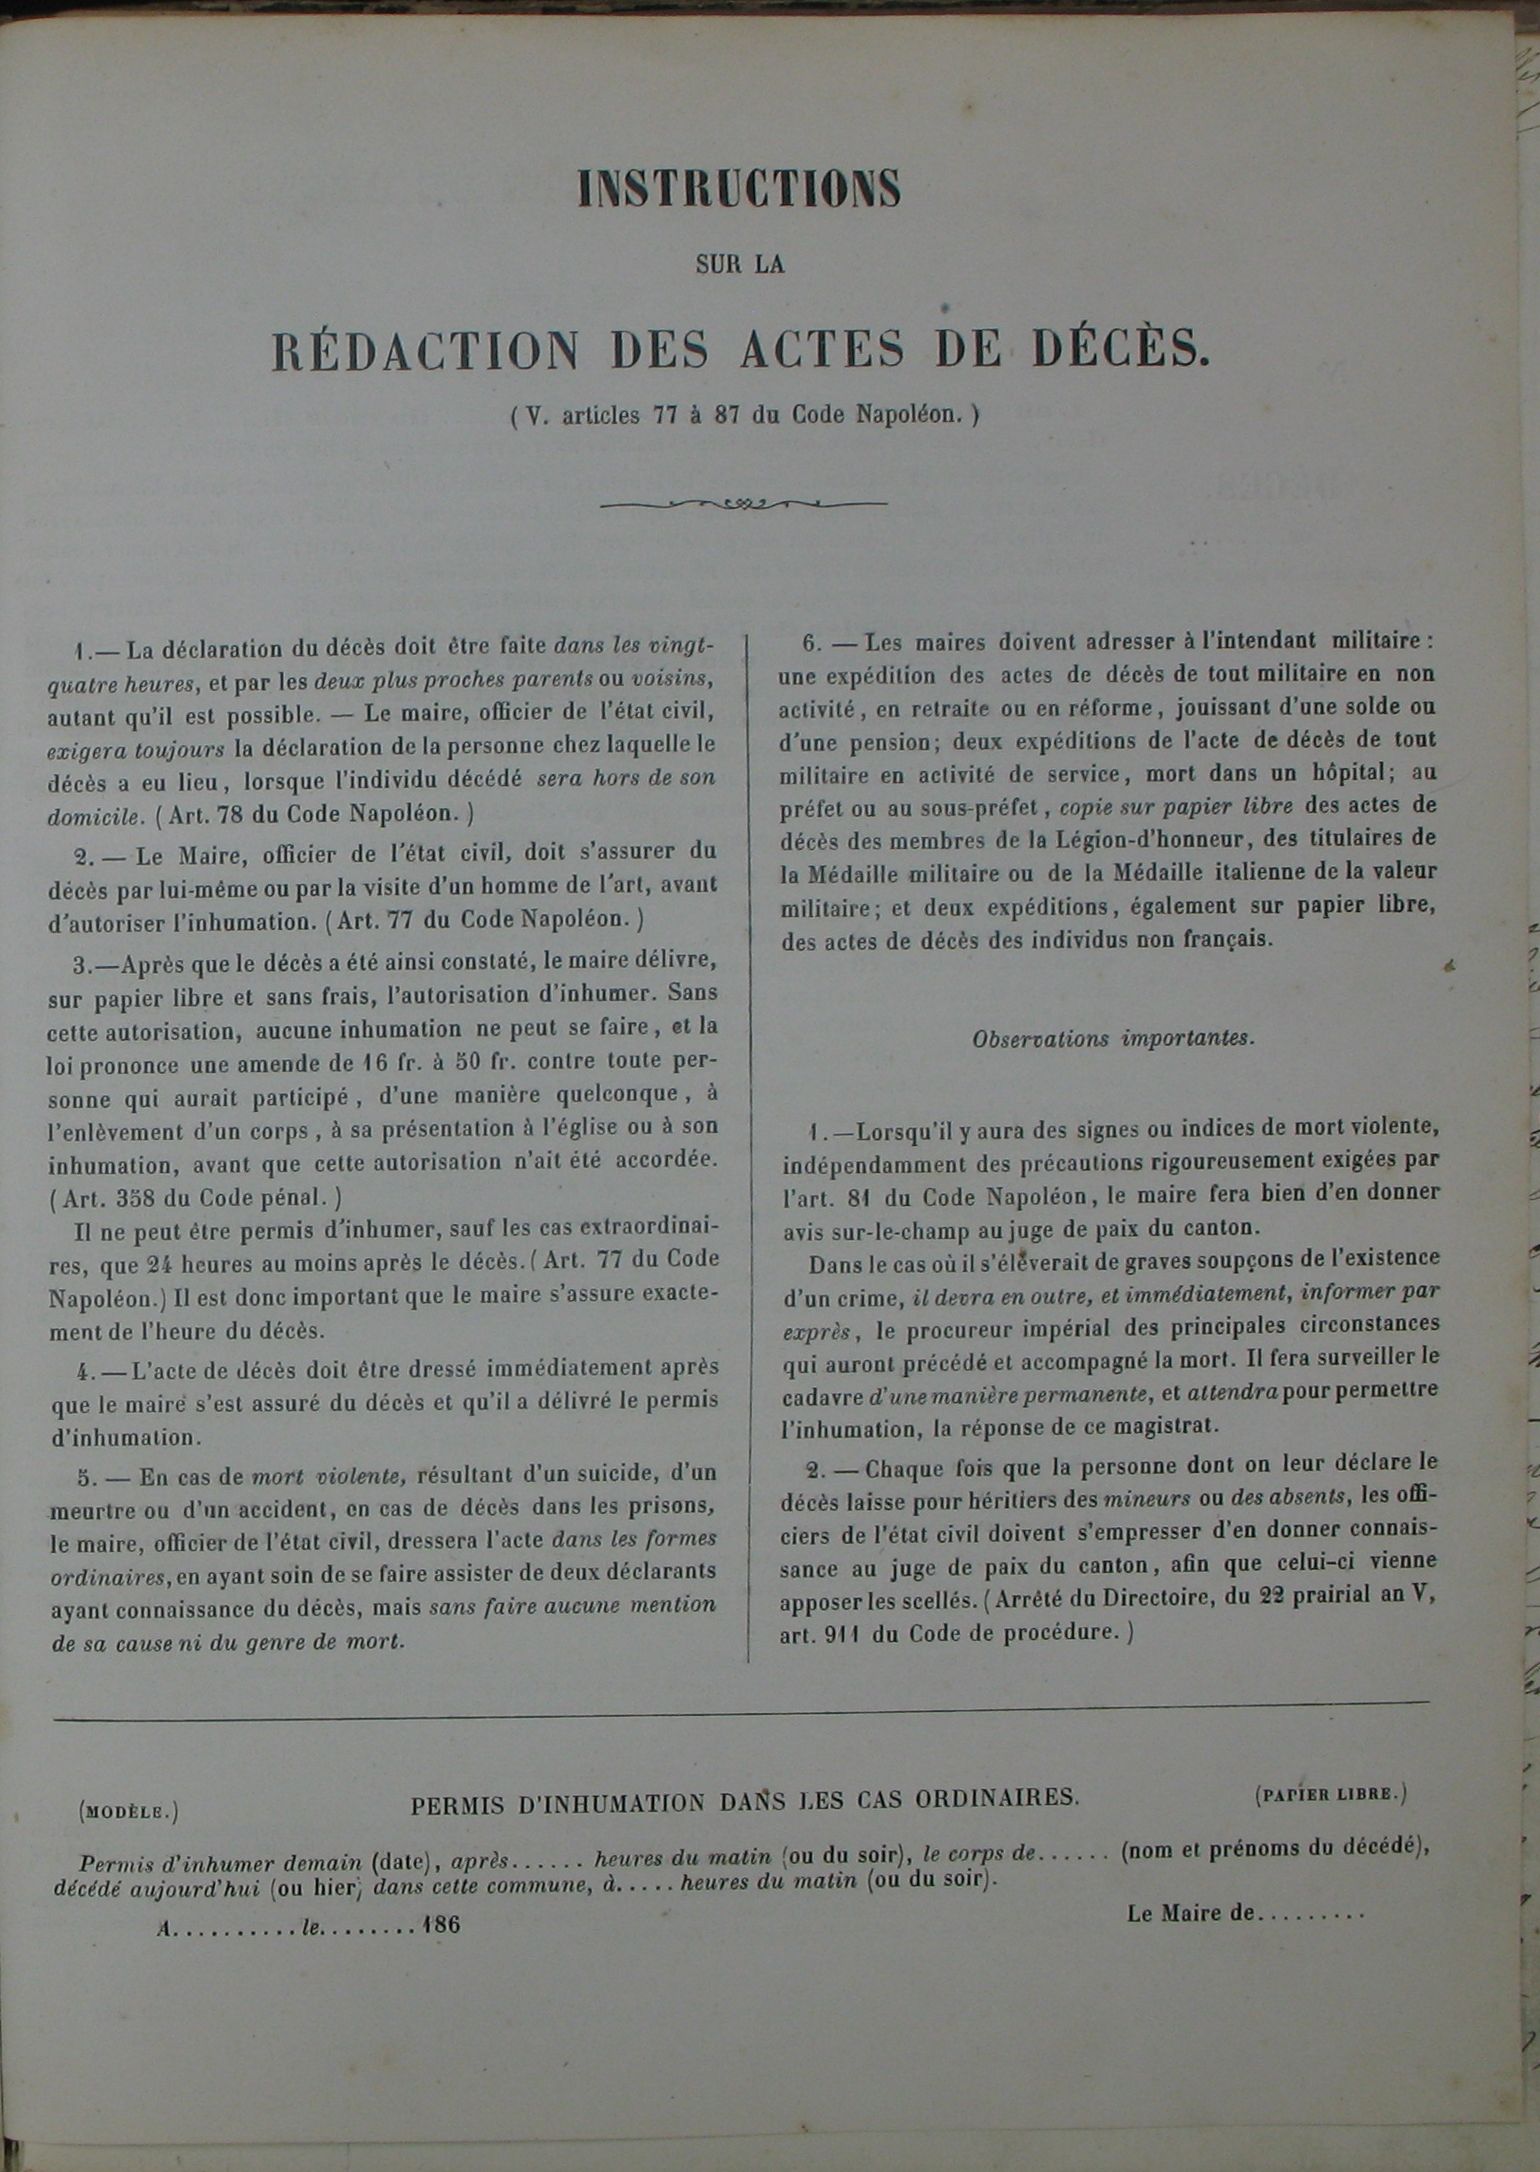 INSTRUCTIONS
SUR LA
RÉDACTION DES ACTES DE DÉCÈS.
( V. articles 77 à 87 du Code Napoléon. )
1.— La déclaration du décès doit être faite dans les vingt-
quatre heures, et par les deux plus proches parents ou voisins,
autant qu'il est possible. — Le maire, officier de l'état civil,
exigera toujours la déclaration de la personne chez laquelle le
décès a eu lieu, lorsque l'individu décédé sera hors de son
domicile. ( Art. 78 du Code Napoléon. )
2. — Le Maire, officier de l'état civil, doit s'assurer du
décès par lui-même ou par la visite d'un homme de l'art, avant
d'autoriser l'inhumation. ( Art. 77 du Code Napoléon. )
3.—Après que le décès a été ainsi constaté, le maire délivre,
sur papier libre et sans frais, l'autorisation d'inhumer. Sans
cette autorisation, aucune inhumation ne peut se faire, et la
loi prononce une amende de 16 fr. à 50 fr. contre toute per-
sonne qui aurait participé, d'une manière quelconque, à
l'enlèvement d'un corps, à sa présentation à l'église ou à son
inhumation, avant que cette autorisation n'ait été accordée.
( Art. 358 du Code pénal. )
Il ne peut être permis d'inhumer, sauf les cas extraordinai-
res, que 24 heures au moins après le décès. ( Art. 77 du Code
Napoléon.) Il est donc important que le maire s'assure exacte-
ment de l'heure du décès.
4. — L'acte de décès doit être dressé immédiatement après
que le maire s'est assuré du décès et qu'il a délivré le permis
d'inhumation.
5. — En cas de mort violente, résultant d'un suicide, d'un
meurtre ou d'un accident, en cas de décès dans les prisons,
le maire, officier de l'état civil, dressera l'acte dans les formes
ordinaires, en ayant soin de se faire assister de deux déclarants
ayant connaissance du décès, mais sans faire aucune mention
de sa cause ni du genre de mort.
6. — Les maires doivent adresser à l'intendant militaire :
une expédition des actes de décès de tout militaire en non
activité, en retraite ou en réforme, jouissant d'une solde ou
d'une pension; deux expéditions de l'acte de décès de tout
militaire en activité de service, mort dans un hôpital; au
préfet ou au sous-préfet, copie sur papier libre des actes de
décès des membres de la Légion-d'honneur, des titulaires de
la Médaille militaire ou de la Médaille italienne de la valeur
militaire; et deux expéditions, également sur papier libre,
des actes de décès des individus non français.
Observations importantes.
1.—Lorsqu'il y aura des signes ou indices de mort violente,
indépendamment des précautions rigoureusement exigées par
l'art. 81 du Code Napoléon, le maire fera bien d'en donner
avis sur-le-champ au juge de paix du canton.
Dans le cas où il s'élèverait de graves soupçons de l'existence
d'un crime, il devra en outre, et immédiatement, informer par
exprès, le procureur impérial des principales circonstances
qui auront précédé et accompagné la mort. Il fera surveiller le
cadavre d'une manière permanente, et attendra pour permettre
l'inhumation, la réponse de ce magistrat.
2. — Chaque fois que la personne dont on leur déclare le
décès laisse pour héritiers des mineurs ou des absents, les offi-
ciers de l'état civil doivent s'empresser d'en donner connais-
sance au juge de paix du canton, afin que celui-ci vienne
apposer les scellés. ( Arrêté du Directoire, du 22 prairial an V,
art. 911 du Code de procédure. )
(MODÈLE.) PERMIS D'INHUMATION DANS LES CAS ORDINAIRES. (PAPIER LIBRE.)
Permis d'inhumer demain (date), après...... heures du matin (ou du soir), le corps de...... (nom et prénoms du décédé),
décédé aujourd'hui (ou hier) dans cette commune, à..... heures du matin (ou du soir).
A..........le........186 Le Maire de.........